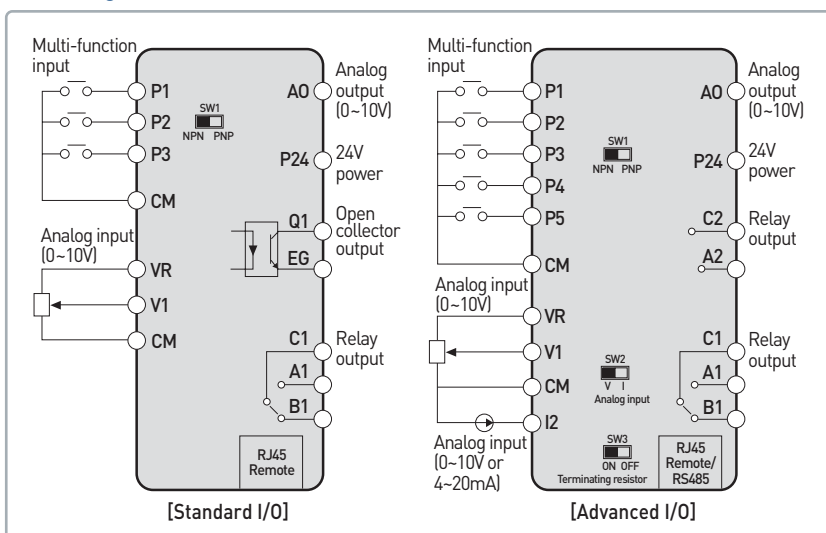 Multi-function
input
P1
P2
P3
CM
SW1
NPN PNP
Analog input
(0~10V)
VR
V1
CM
AO
Analog
output
(0~10V)
P24
24V
power
Q1
EG
Open
collector
output
C1
A1
B1
Relay
output
RJ45
Remote
[Standard I/O]
Multi-function
input
P1
P2
P3
P4
P5
CM
SW1
NPN PNP
Analog input
(0~10V)
VR
V1
CM
I2
Analog input
(0~10V or
4~20mA)
AO
Analog
output
(0~10V)
P24
24V
power
C2
A2
Relay
output
C1
A1
B1
Relay
output
SW2
V I
Analog input
SW3
ON OFF
Terminating resistor
RJ45
Remote/
RS485
[Advanced I/O]